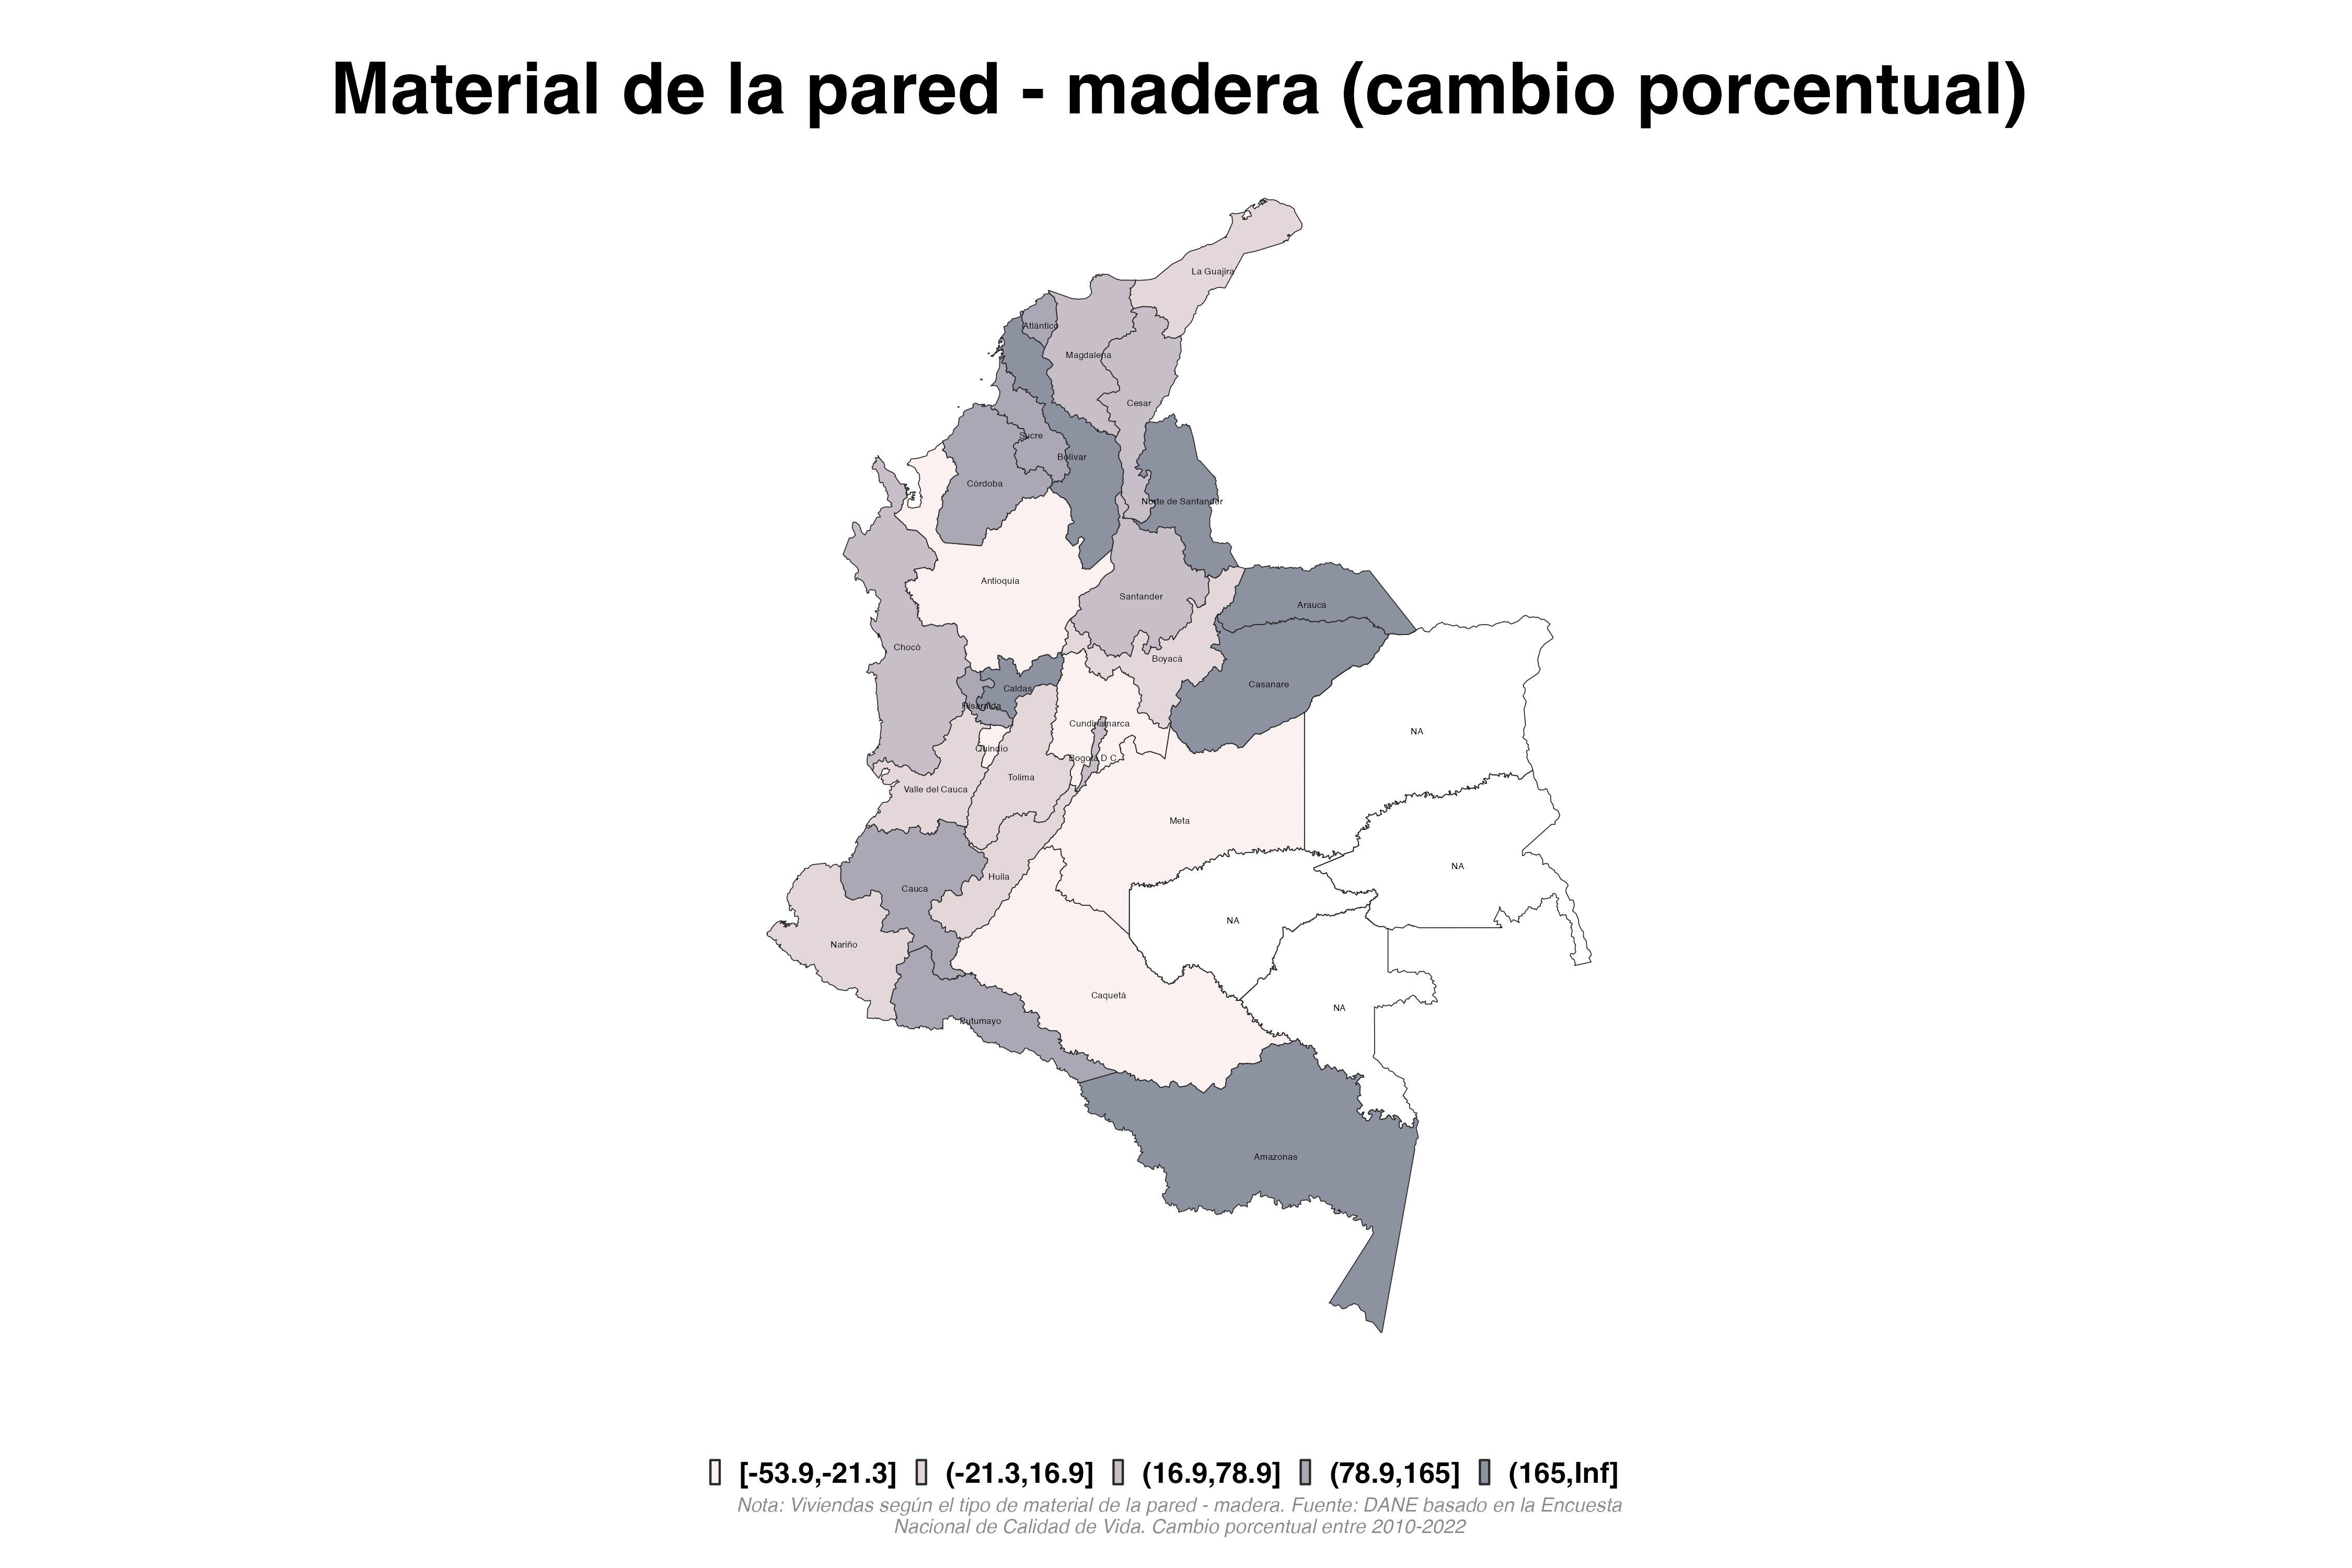 Material de la pared - madera (cambio porcentual)
La Guajira
Atlántico
Magdalena
Cesar
Sucre
Bolívar
Córdoba
Norte de Santander
Antioquia
Santander
Arauca
Chocó
Boyacá
Casanare
Caldas
Risaralda
Cundinamarca
NA
Quindío
Bogotá D C
Tolima
Valle del Cauca
Meta
NA
Huila
Cauca
NA
Nariño
Caquetá
NA
Putumayo
Amazonas
[-53.9,-21.3] (-21.3,16.9] (16.9,78.9] (78.9,165] (165,Inf]
Nota: Viviendas según el tipo de material de la pared - madera. Fuente: DANE basado en la Encuesta
Nacional de Calidad de Vida. Cambio porcentual entre 2010-2022